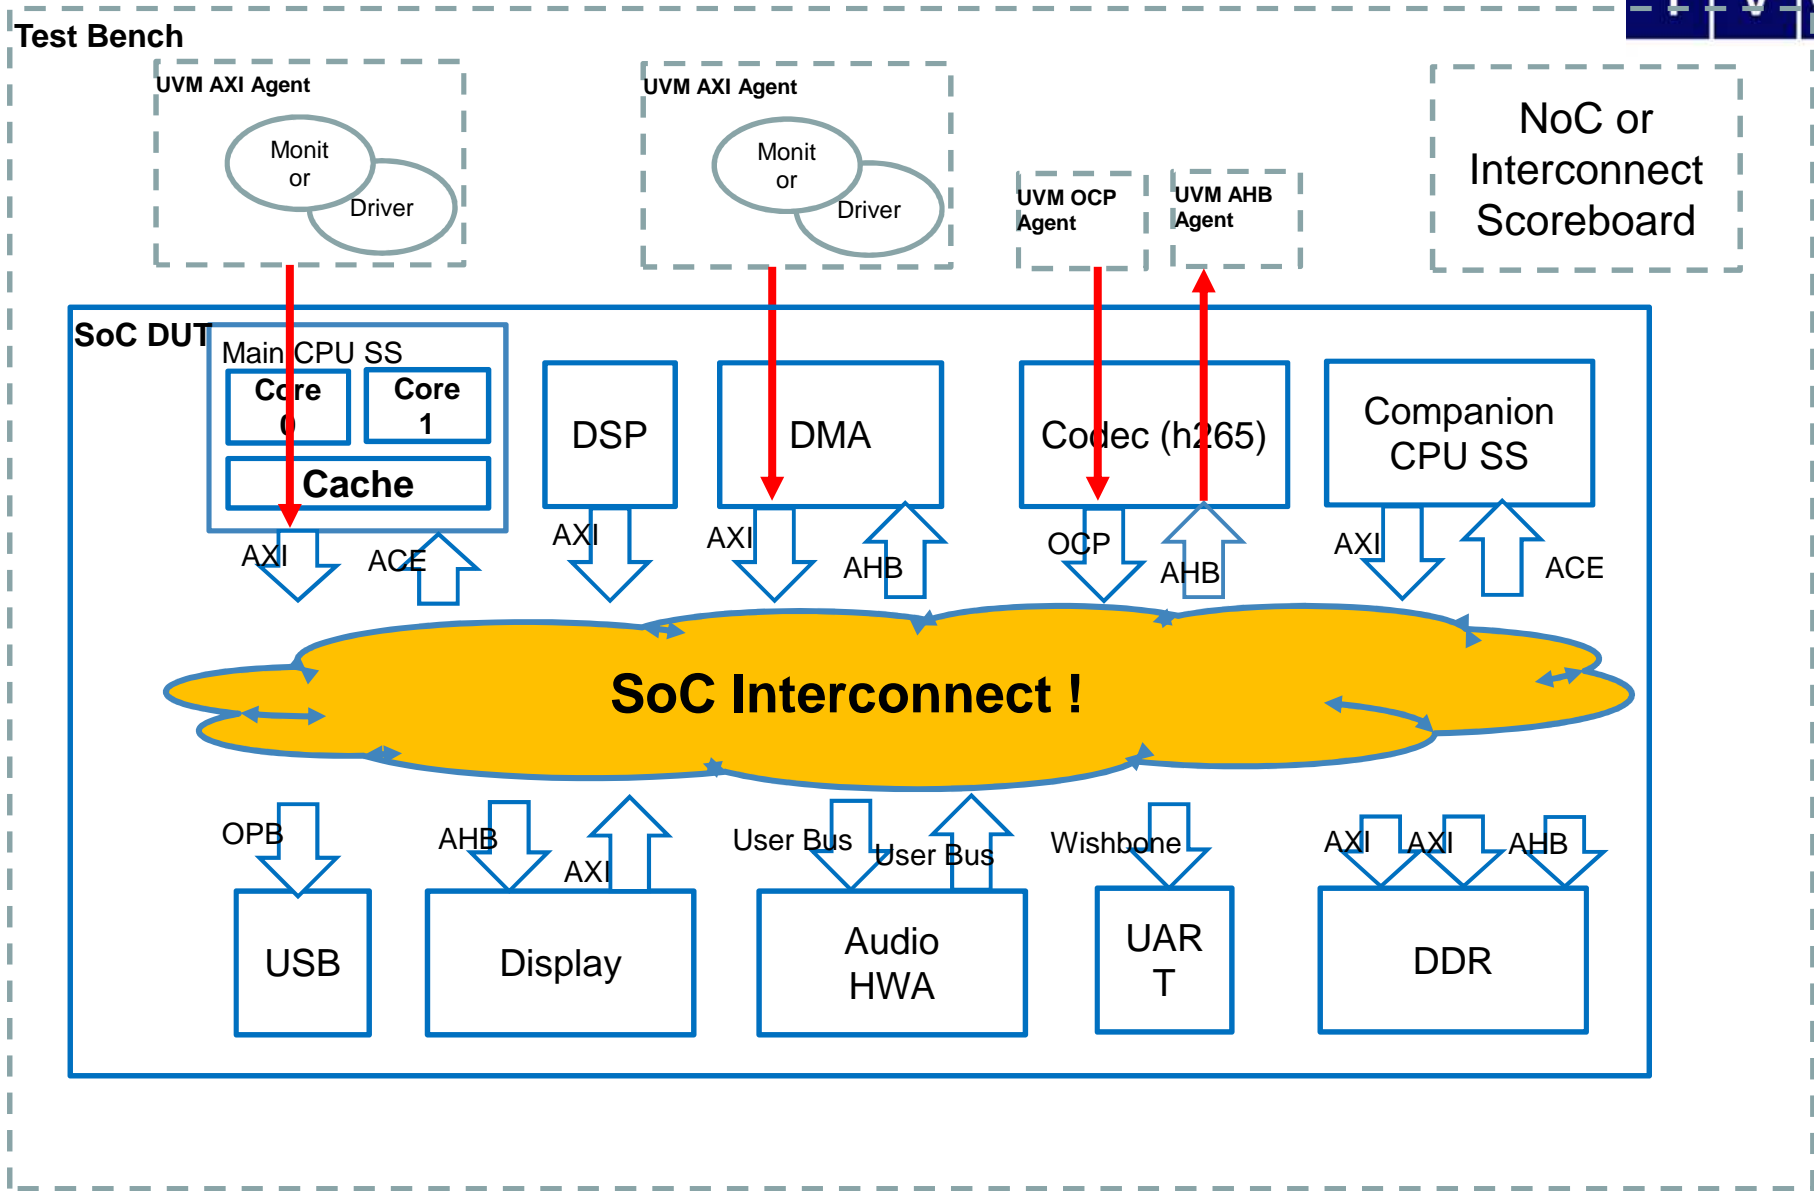 Test Bench
UVM AXI Agent
Monit
or
Driver
UVM AXI Agent
Monit
or
Driver
UVM OCP
Agent
UVM AHB
Agent
NoC or
Interconnect
Scoreboard
SoC DUT
Main CPU SS
Core
0
Core
1
Cache
DSP
DMA
Codec (h265)
Companion
CPU SS
AXI
ACE
AXI
AXI
AHB
OCP
AHB
AXI
ACE
SoC Interconnect !
OPB
AHB
AXI
User Bus
User Bus
Wishbone
AXI
AXI
AHB
USB
Display
Audio
HWA
UAR
T
DDR